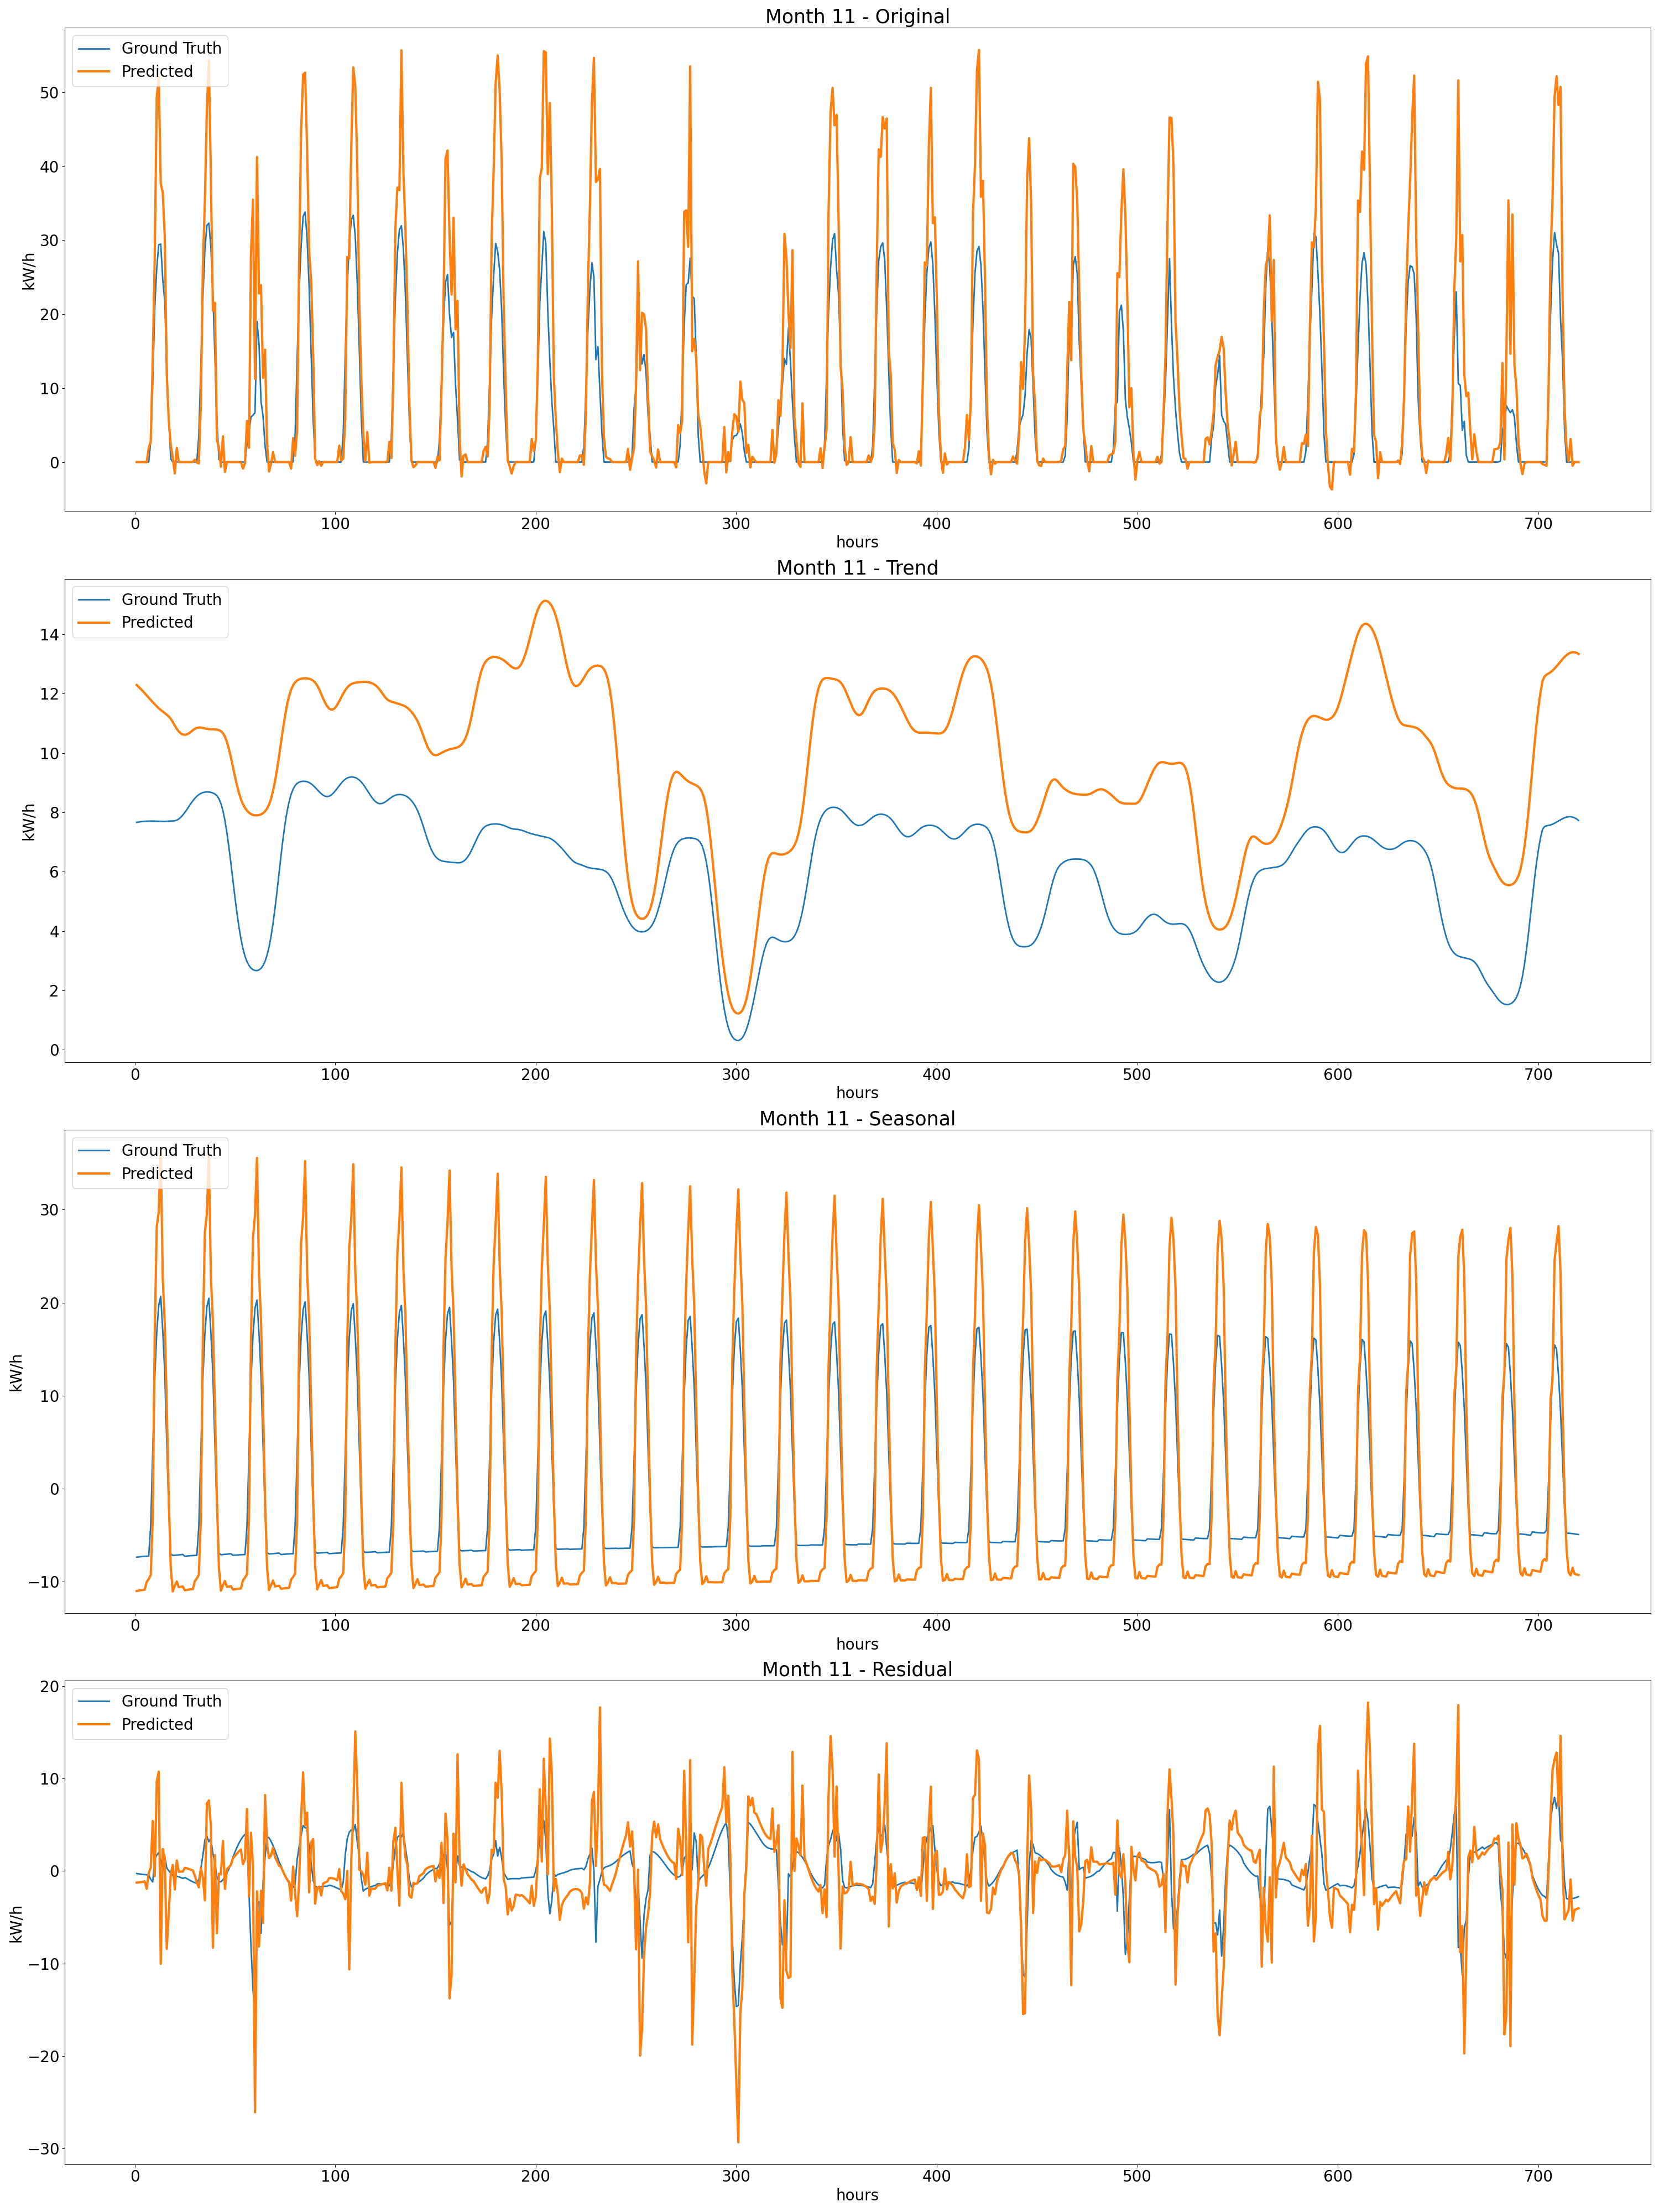 Month 11 - Original
Ground Truth
Predicted
50
40
30
20
10
0
kW/h
0 100 200 300 400 500 600 700
hours
Month 11 - Trend
Ground Truth
Predicted
14
12
10
8
6
4
2
0
kW/h
0 100 200 300 400 500 600 700
hours
Month 11 - Seasonal
Ground Truth
Predicted
30
20
10
0
−10
kW/h
0 100 200 300 400 500 600 700
hours
Month 11 - Residual
Ground Truth
Predicted
20
10
0
−10
−20
−30
kW/h
0 100 200 300 400 500 600 700
hours